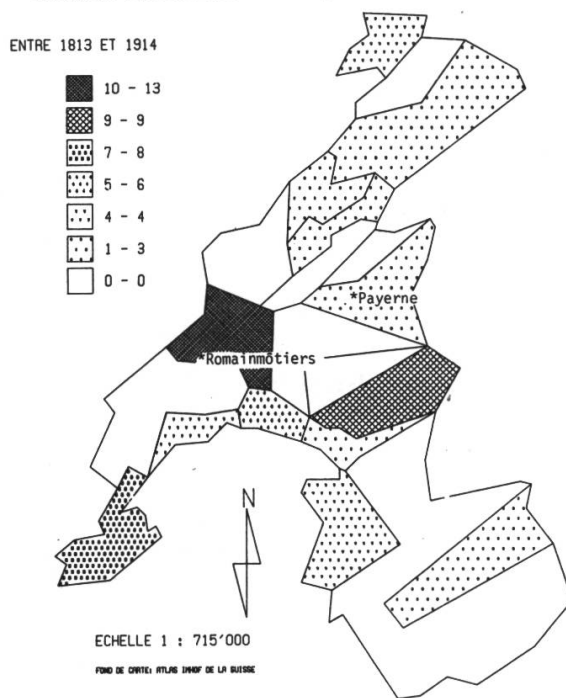 ENTRE 1813 ET 1914
10 - 13
9 - 9
7 - 8
5 - 6
4 - 4
1 - 3
0 - 0
*Payerne
*Romainmôtiers
N
ECHELLE 1 : 715'000
FOND DE CARTE: ATLAS IMHOF DE LA SUISSE